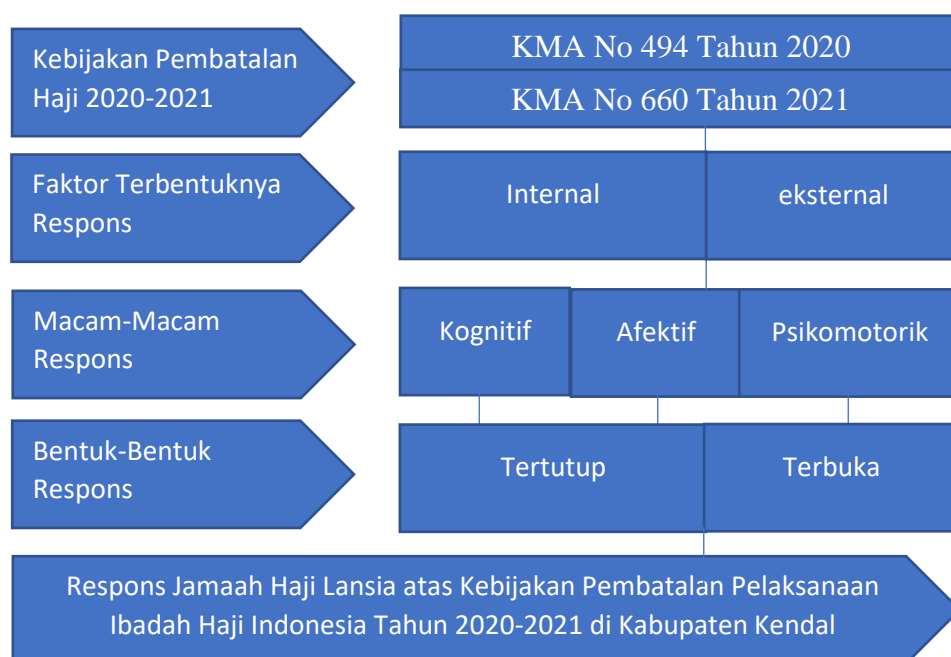 Kebijakan Pembatalan
Haji 2020-2021
KMA No 494 Tahun 2020
KMA No 660 Tahun 2021
Faktor Terbentuknya
Respons
Internal
eksternal
Macam-Macam
Respons
Kognitif
Afektif
Psikomotorik
Bentuk-Bentuk
Respons
Tertutup
Terbuka
Respons Jamaah Haji Lansia atas Kebijakan Pembatalan Pelaksanaan
Ibadah Haji Indonesia Tahun 2020-2021 di Kabupaten Kendal